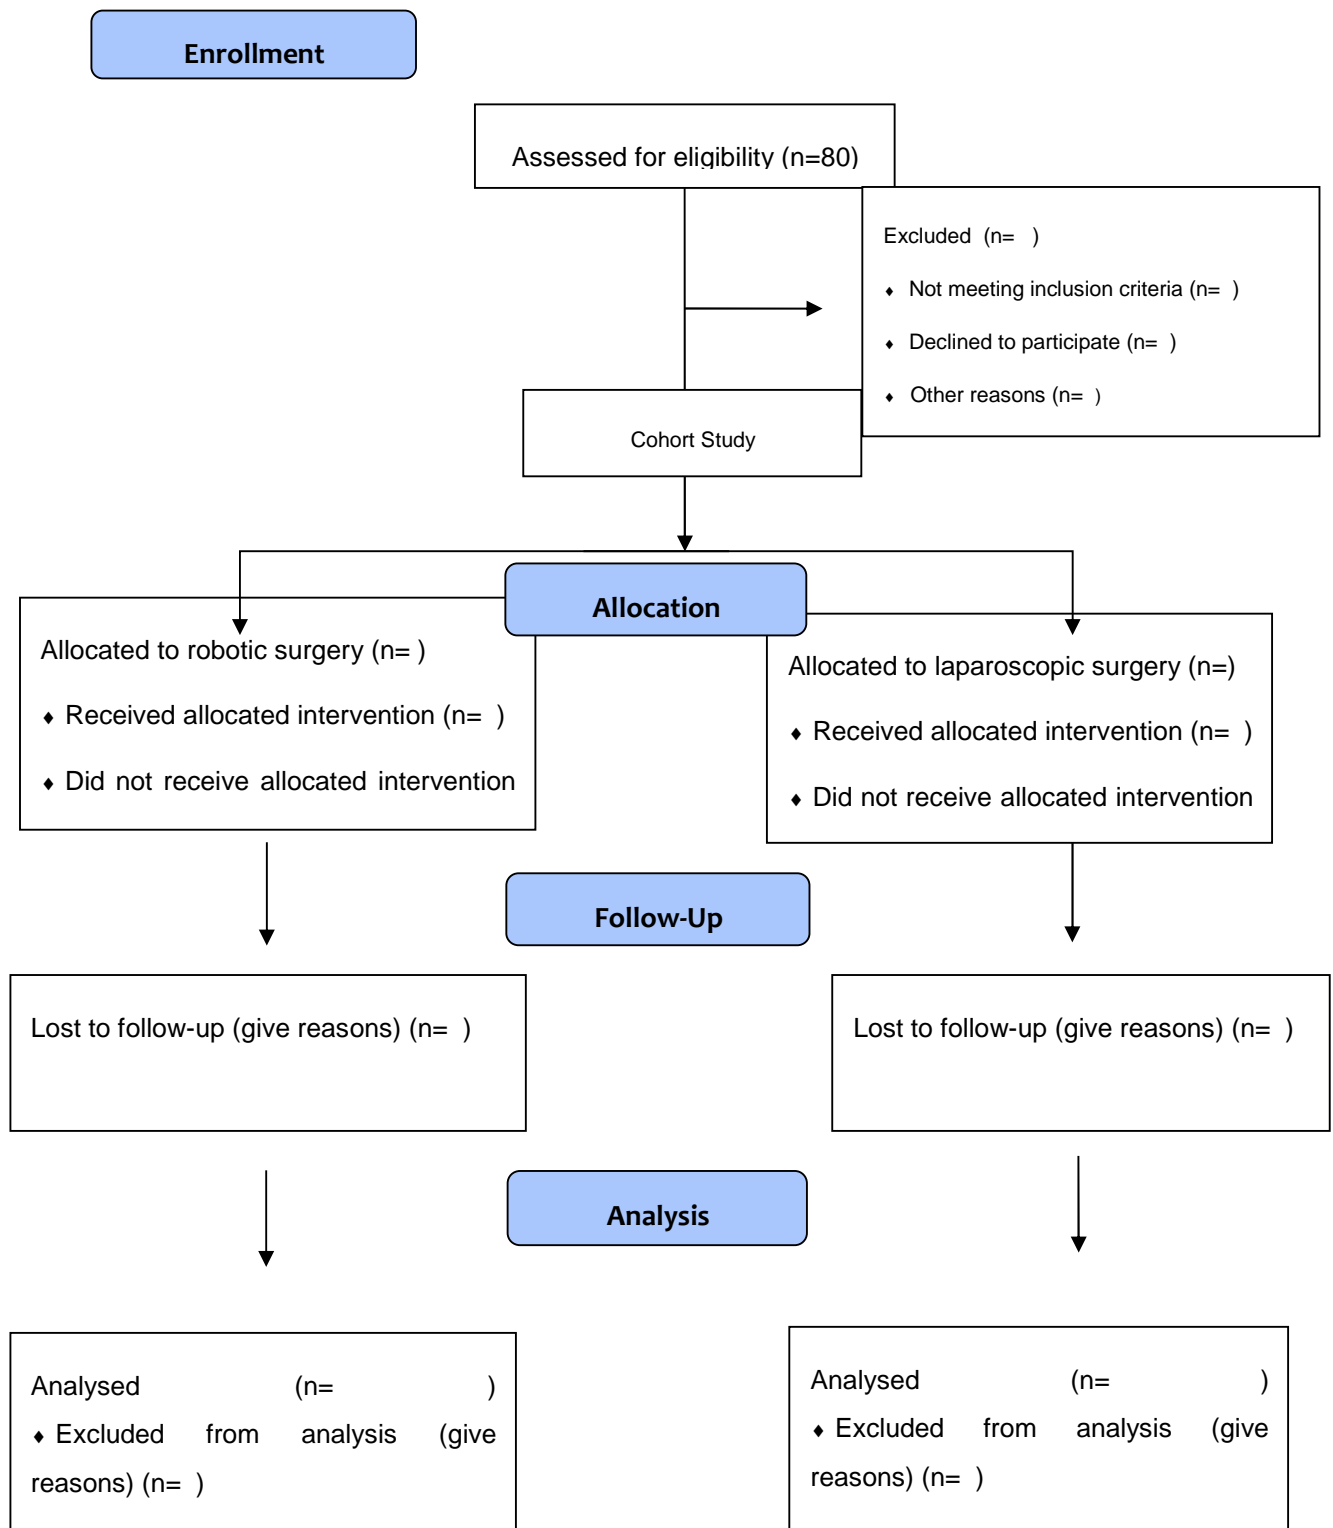 Enrollment
Assessed for eligibility (n=80)
Excluded (n= )
♦ Not meeting inclusion criteria (n= )
♦ Declined to participate (n= )
♦ Other reasons (n= )
Cohort Study
Allocation
Allocated to robotic surgery (n= )
♦ Received allocated intervention (n= )
♦ Did not receive allocated intervention
Allocated to laparoscopic surgery (n=)
♦ Received allocated intervention (n= )
♦ Did not receive allocated intervention
Follow-Up
Lost to follow-up (give reasons) (n= )
Lost to follow-up (give reasons) (n= )
Analysis
Analysed (n= )
♦ Excluded from analysis (give
reasons) (n= )
Analysed (n= )
♦ Excluded from analysis (give
reasons) (n= )